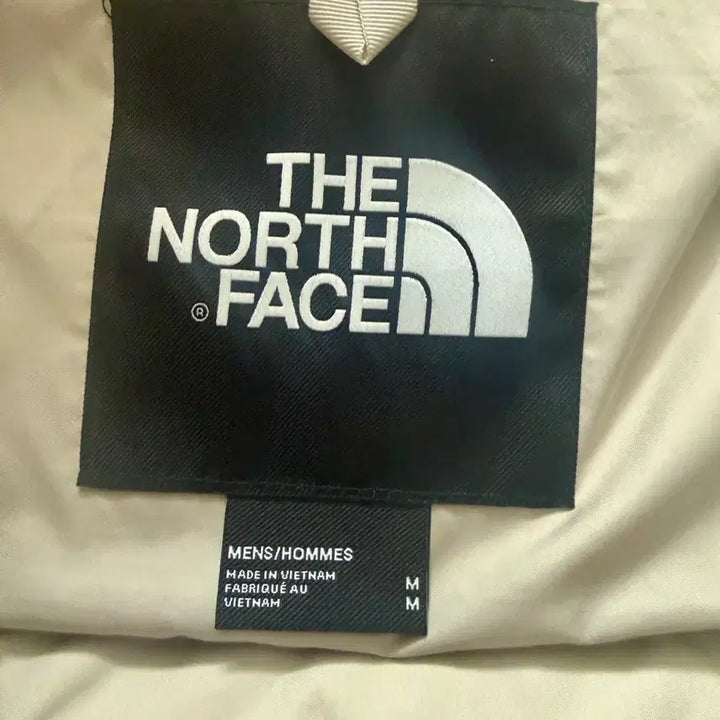 THE
NORTH
® FACE
MENS/HOMMES
MADE IN VIETNAM M
FABRIQUÉ AU
VIETNAM M